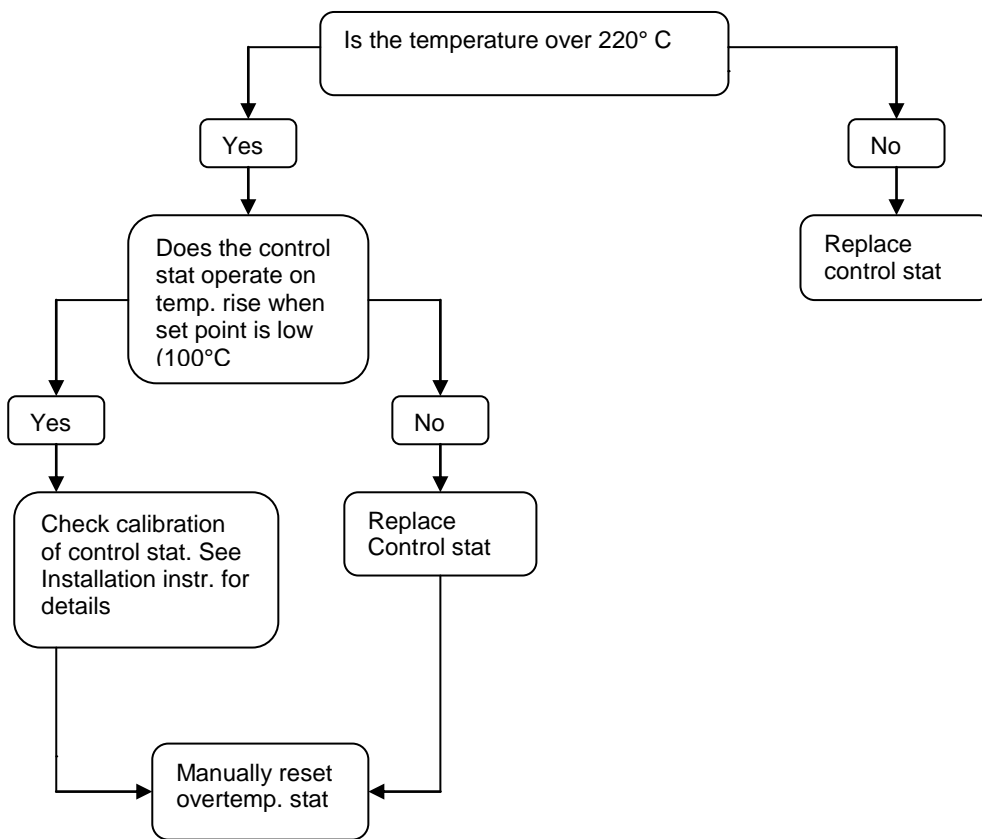 Is the temperature over 220° C
Yes
No
Does the control
stat operate on
temp. rise when
set point is low
(100°C
Replace
control stat
Yes
No
Check calibration
of control stat. See
Installation instr. for
details
Replace
Control stat
Manually reset
overtemp. stat